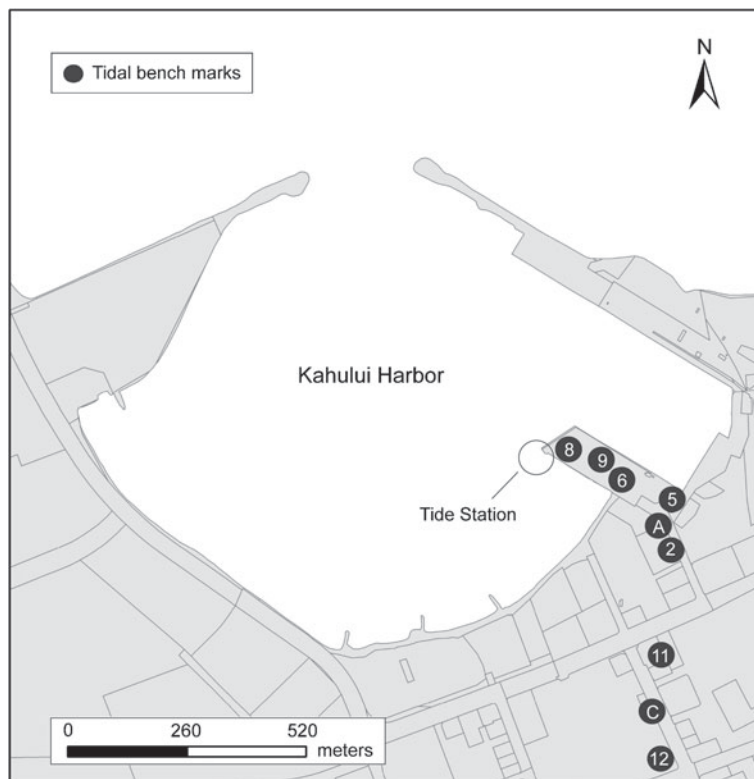 N
Tidal bench marks
Kahului Harbor
8
9
6
Tide Station
5
A
2
11
C
12
0 260 520
meters